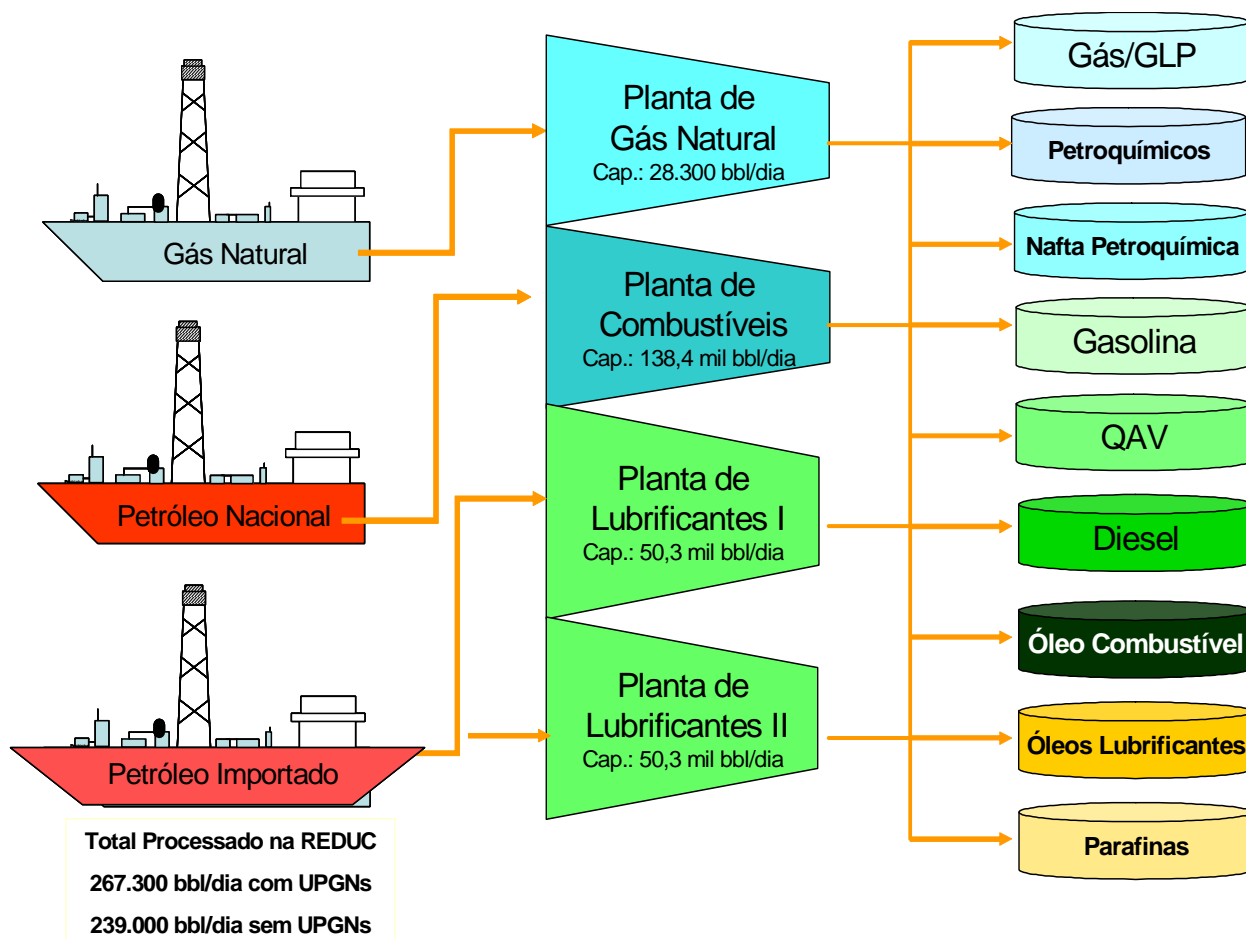 Gás Natural
Petróleo Nacional
Petróleo Importado
Total Processado na REDUC
267.300 bbl/dia com UPGNs
239.000 bbl/dia sem UPGNs
Planta de
Gás Natural
Cap.: 28.300 bbl/dia
Planta de
Combustíveis
Cap.: 138,4 mil bbl/dia
Planta de
Lubrificantes I
Cap.: 50,3 mil bbl/dia
Planta de
Lubrificantes II
Cap.: 50,3 mil bbl/dia
Gás/GLP
Petroquímicos
Nafta Petroquímica
Gasolina
QAV
Diesel
Óleo Combustível
Óleos Lubrificantes
Parafinas